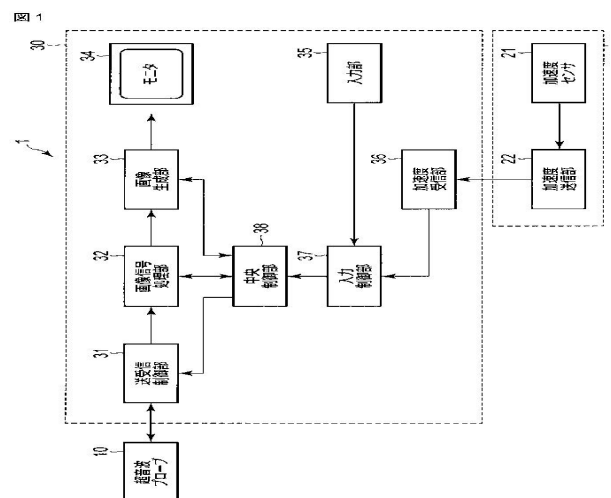 図1
1
10
超音波
プローブ
30
31
送受信
制御部
32
画像信号
処理部
33
画像
生成部
34
モニタ
35
入力部
36
加速度
受信部
37
入力
制御部
38
中央
制御部
21
加速度
センサ
22
加速度
送信部